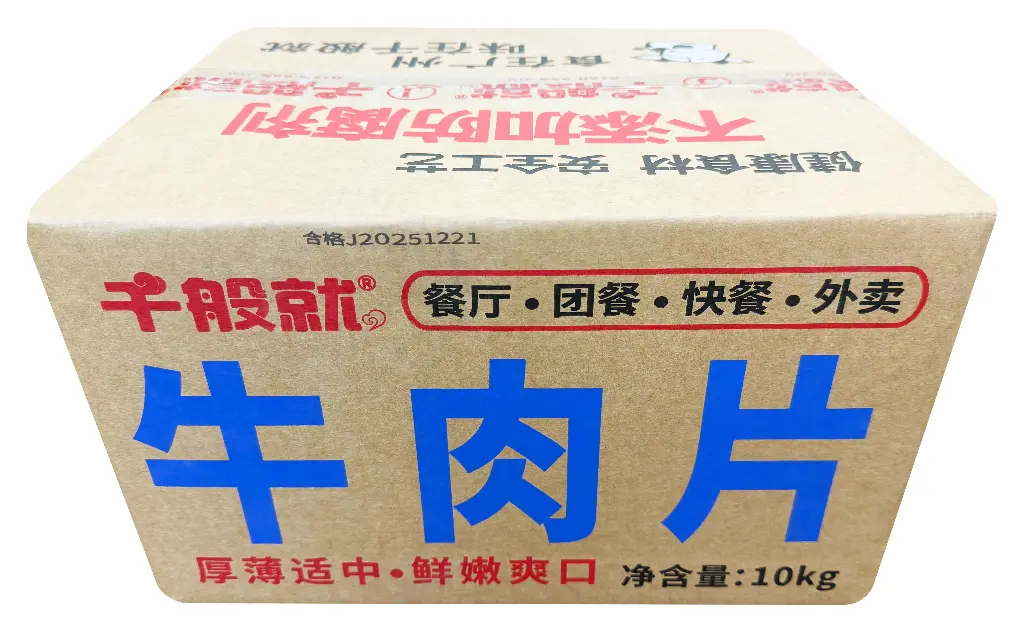 食在广州
味在千般就
千般就®
不添加防腐剂
健康食材 安全工艺
合格J20251221
千般就®
餐厅·团餐·快餐·外卖
牛肉片
厚薄适中·鲜嫩爽口
净含量:10kg